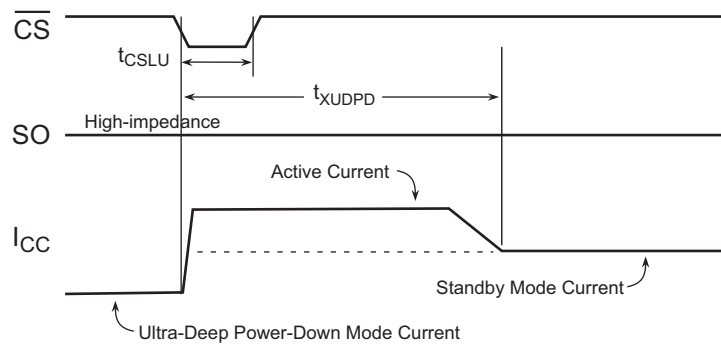 CS
tCSLU
tXUDPD
High-impedance
SO
Active Current
ICC
Standby Mode Current
Ultra-Deep Power-Down Mode Current